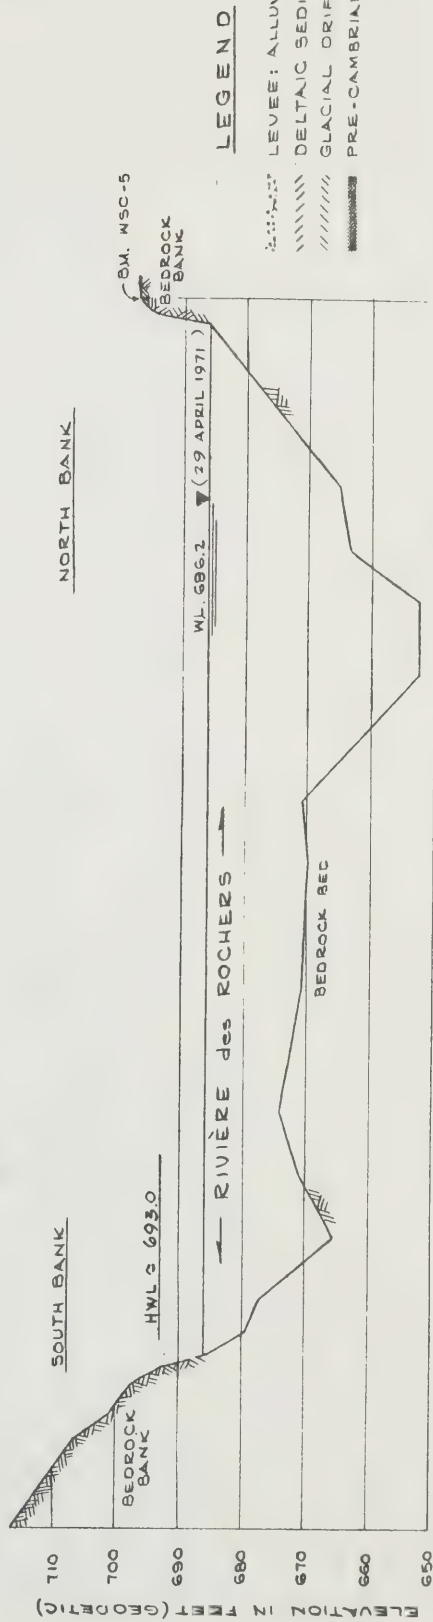 SOUTH BANK
NORTH BANK
B.M. WSC-5
BEDROCK
BANK
HWL = 693.0
WL. 686.2 (29 APRIL 1971)
BEDROCK
BANK
RIVIÈRE des ROCHERS
BEDROCK BED
710
700
690
680
670
660
650
ELEVATION IN FEET (GEODETIC)
LEGEND
LEVEE: ALLUV
DELTAIC SEDI
GLACIAL DRIF
PRE-CAMBRIA